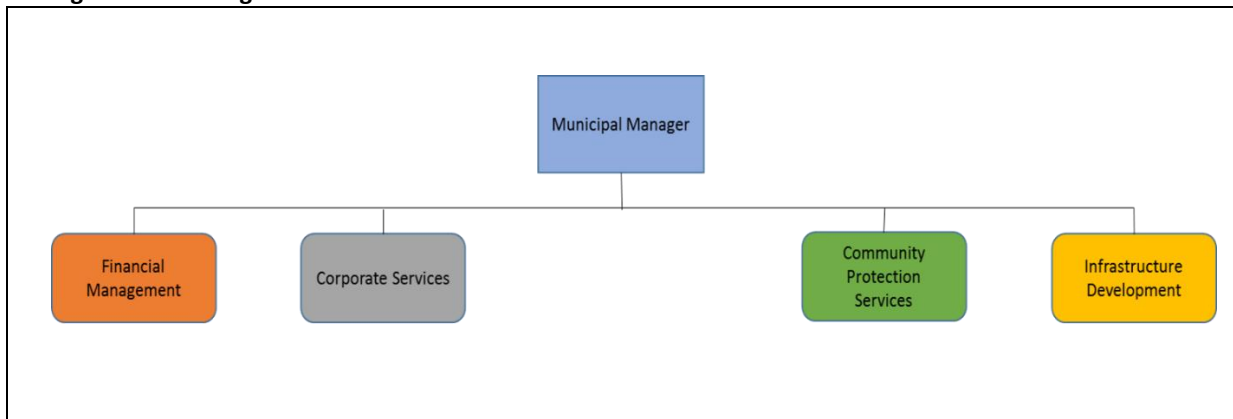 Municipal Manager
Financial
Management
Corporate Services
Community
Protection
Services
Infrastructure
Development